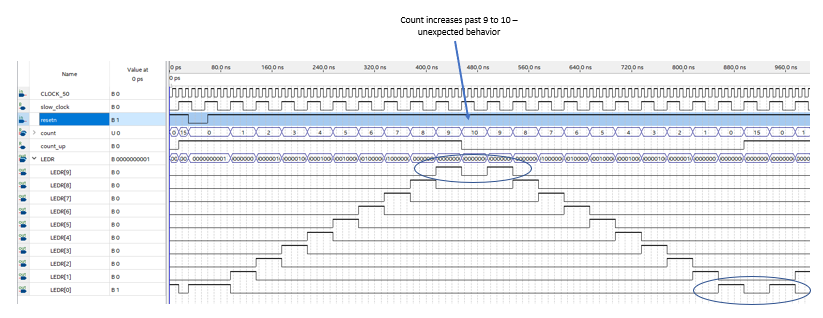 Count increases past 9 to 10 –
unexpected behavior
Name Value at 0 ps
0 ps 80.0 ns 160.0 ns 240.0 ns 320.0 ns 400.0 ns 480.0 ns 560.0 ns 640.0 ns 720.0 ns 800.0 ns 880.0 ns 960.0 ns
0 ps
CLOCK_50 B 0
slow_clock B 0
resetn B 1
count U 0 0 15 0 1 2 3 4 5 6 7 8 9 10 9 8 7 6 5 4 3 2 1 0 15 0 1
count_up B 0
LEDR B 0000000001
LEDR[9] B 0
LEDR[8] B 0
LEDR[7] B 0
LEDR[6] B 0
LEDR[5] B 0
LEDR[4] B 0
LEDR[3] B 0
LEDR[2] B 0
LEDR[1] B 0
LEDR[0] B 1